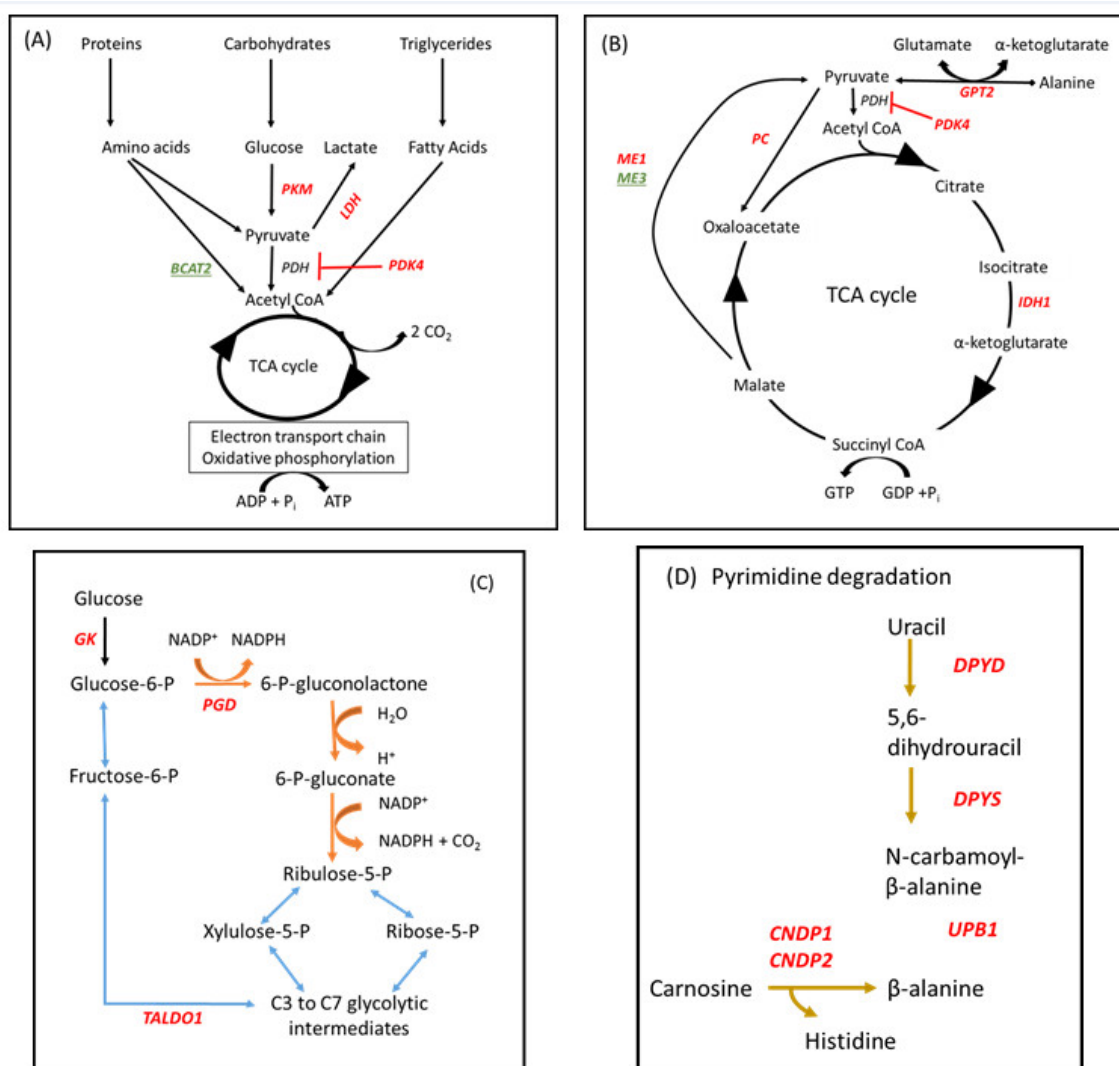 (A)
Proteins Carbohydrates Triglycerides
Amino acids Glucose Lactate Fatty Acids
PKM
LDH
Pyruvate
BCAT2 PDH PDK4
Acetyl CoA
2 CO2
TCA cycle
Electron transport chain
Oxidative phosphorylation
ADP + Pi ATP
(B)
Glutamate α-ketoglutarate
Pyruvate Alanine
GPT2
PDH
PDK4
Acetyl CoA
PC
ME1
ME3
Citrate
Oxaloacetate
Isocitrate
TCA cycle
IDH1
α-ketoglutarate
Malate
Succinyl CoA
GTP GDP +Pi
(C)
Glucose
GK
NADP+ NADPH
Glucose-6-P 6-P-gluconolactone
PGD
H2O
H+
Fructose-6-P 6-P-gluconate
NADP+
NADPH + CO2
Ribulose-5-P
Xylulose-5-P Ribose-5-P
C3 to C7 glycolytic
intermediates
TALDO1
(D) Pyrimidine degradation
Uracil
DPYD
5,6-
dihydrouracil
DPYS
N-carbamoyl-
β-alanine
UPB1
CNDP1
CNDP2
Carnosine β-alanine
Histidine